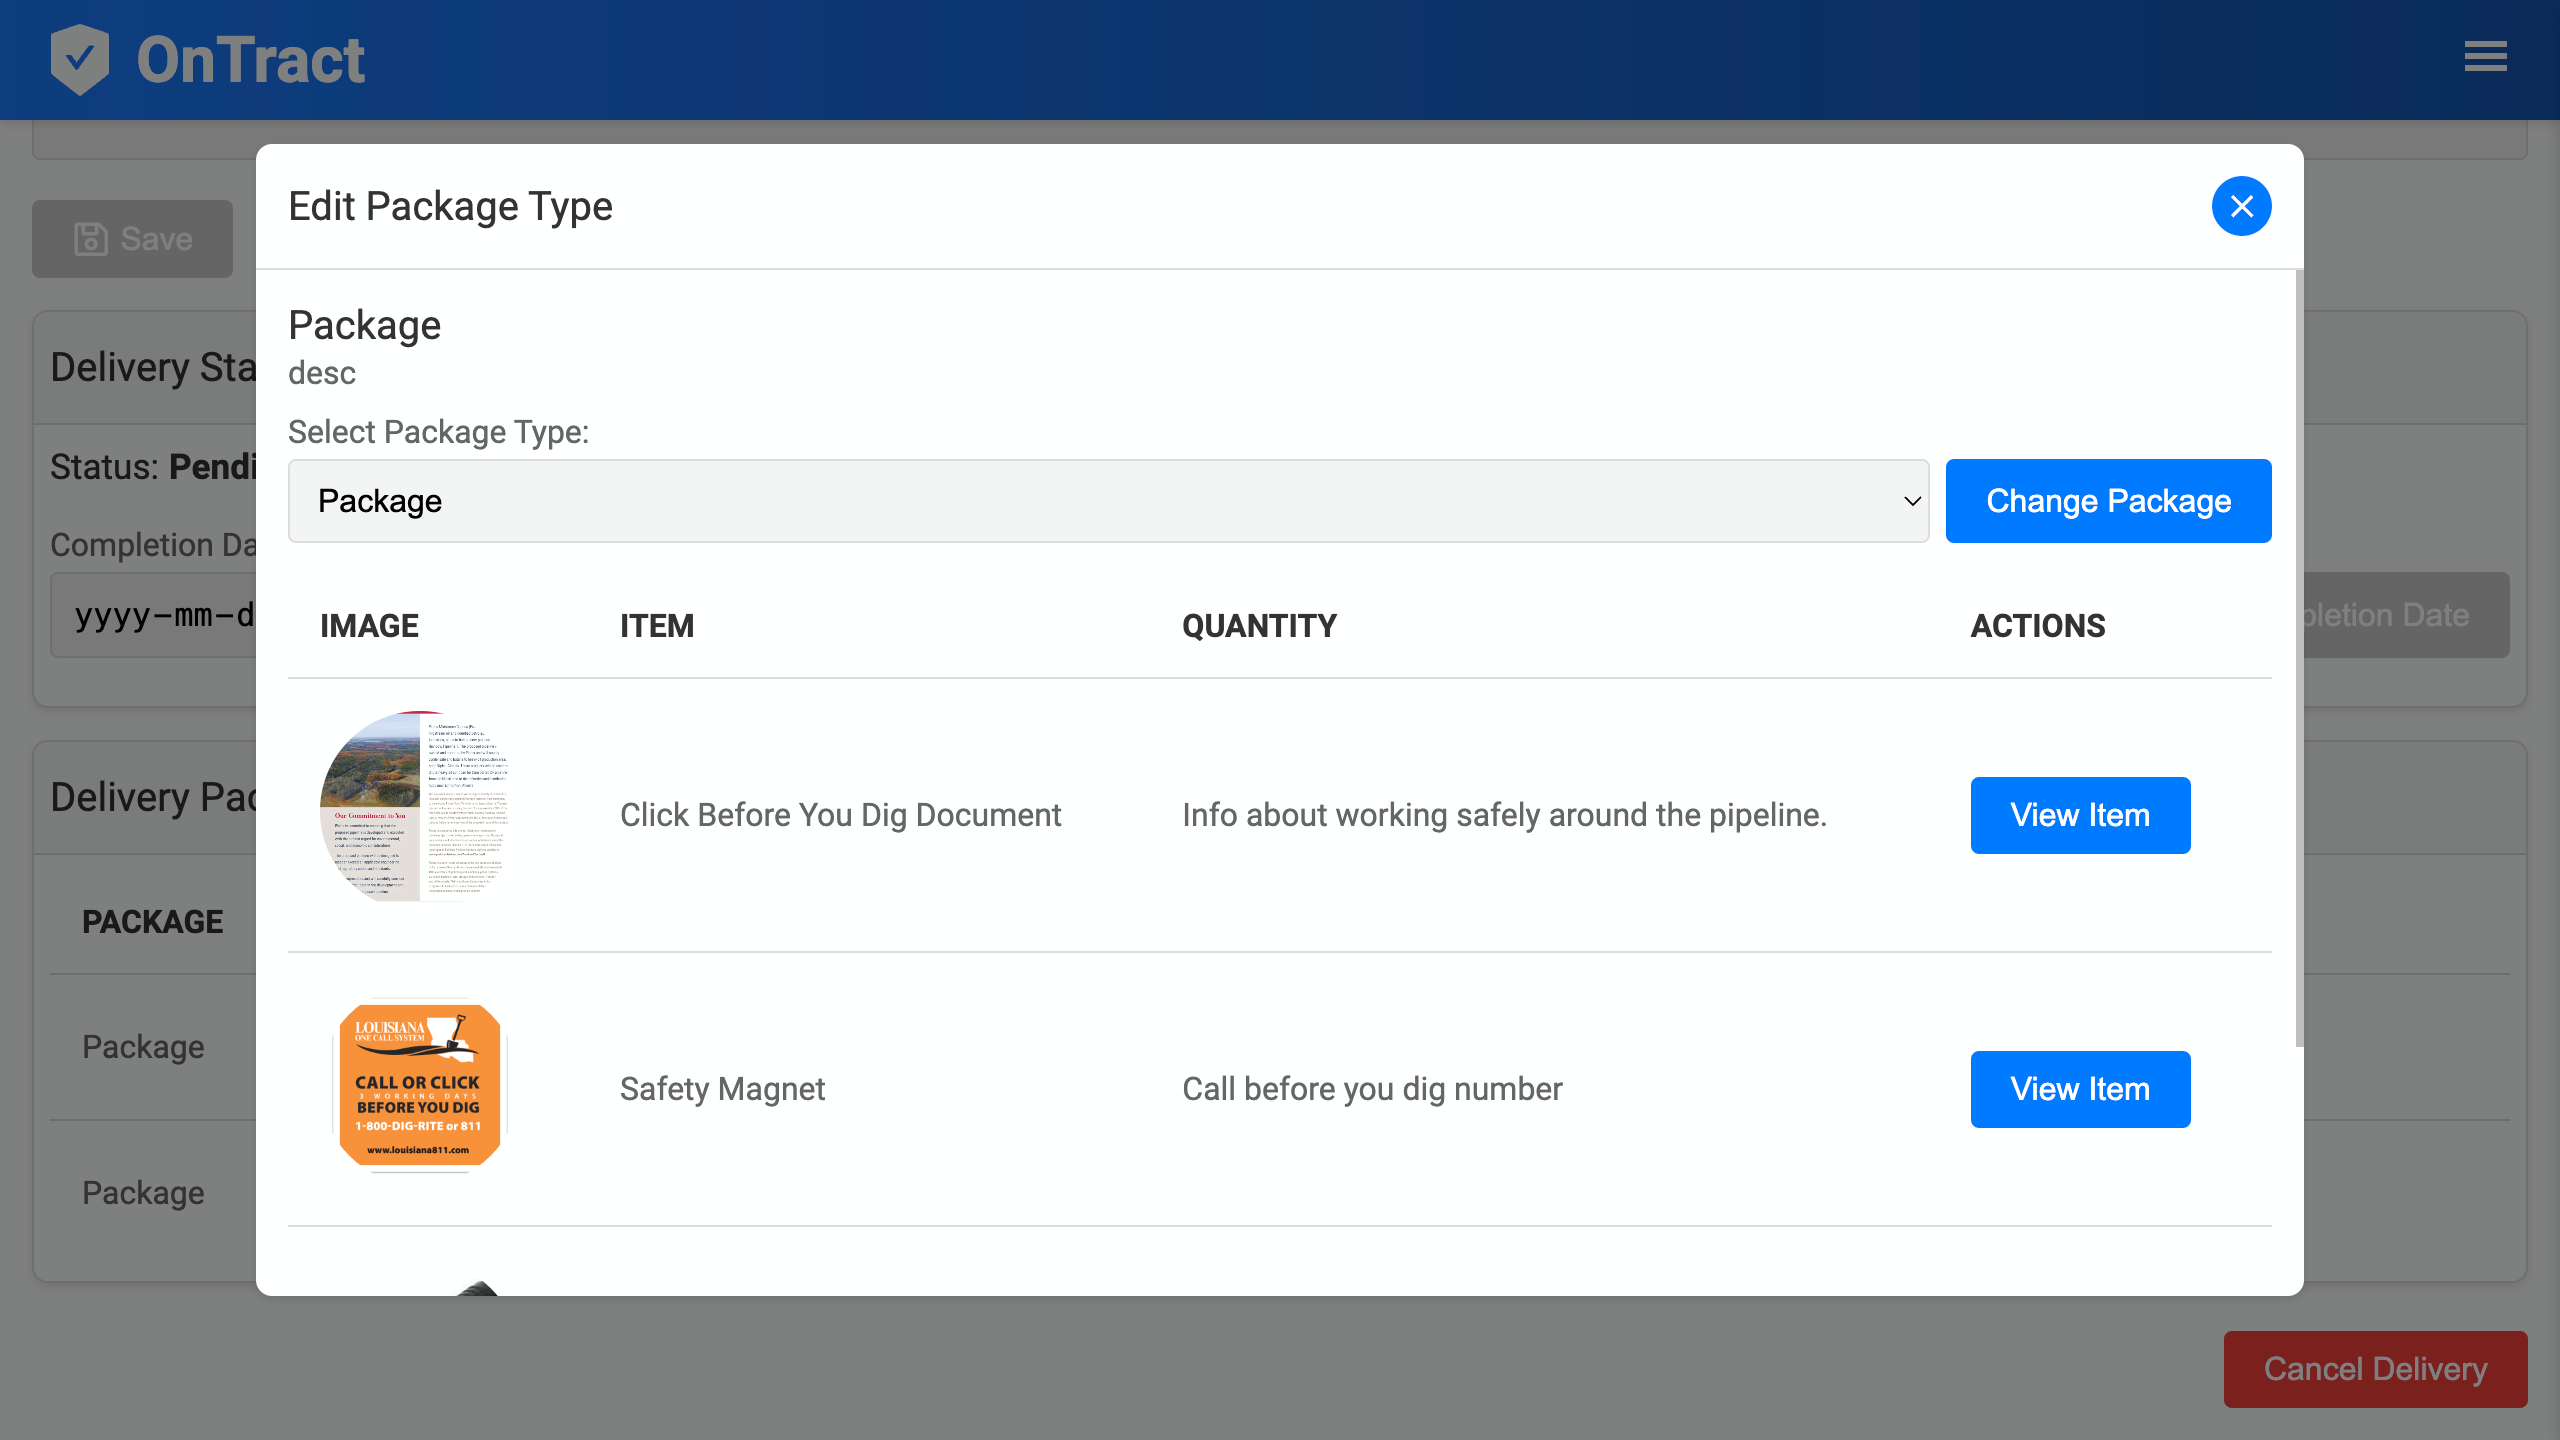 OnTract
Edit Package Type
Save
Package
desc
Delivery Sta
Select Package Type:
Status: Pendi
Package
Change Package
Completion Da
yyyy-mm-d
pletion Date
IMAGE
ITEM
QUANTITY
ACTIONS
Our Commitment to You
Click Before You Dig Document
Info about working safely around the pipeline.
View Item
Delivery Pac
PACKAGE
LOUISIANA
ONE CALL SYSTEM
CALL OR CLICK
3 WORKING DAYS
BEFORE YOU DIG
1-800-DIG-RITE or 811
www.louisiana811.com
Safety Magnet
Call before you dig number
View Item
Package
Package
Cancel Delivery